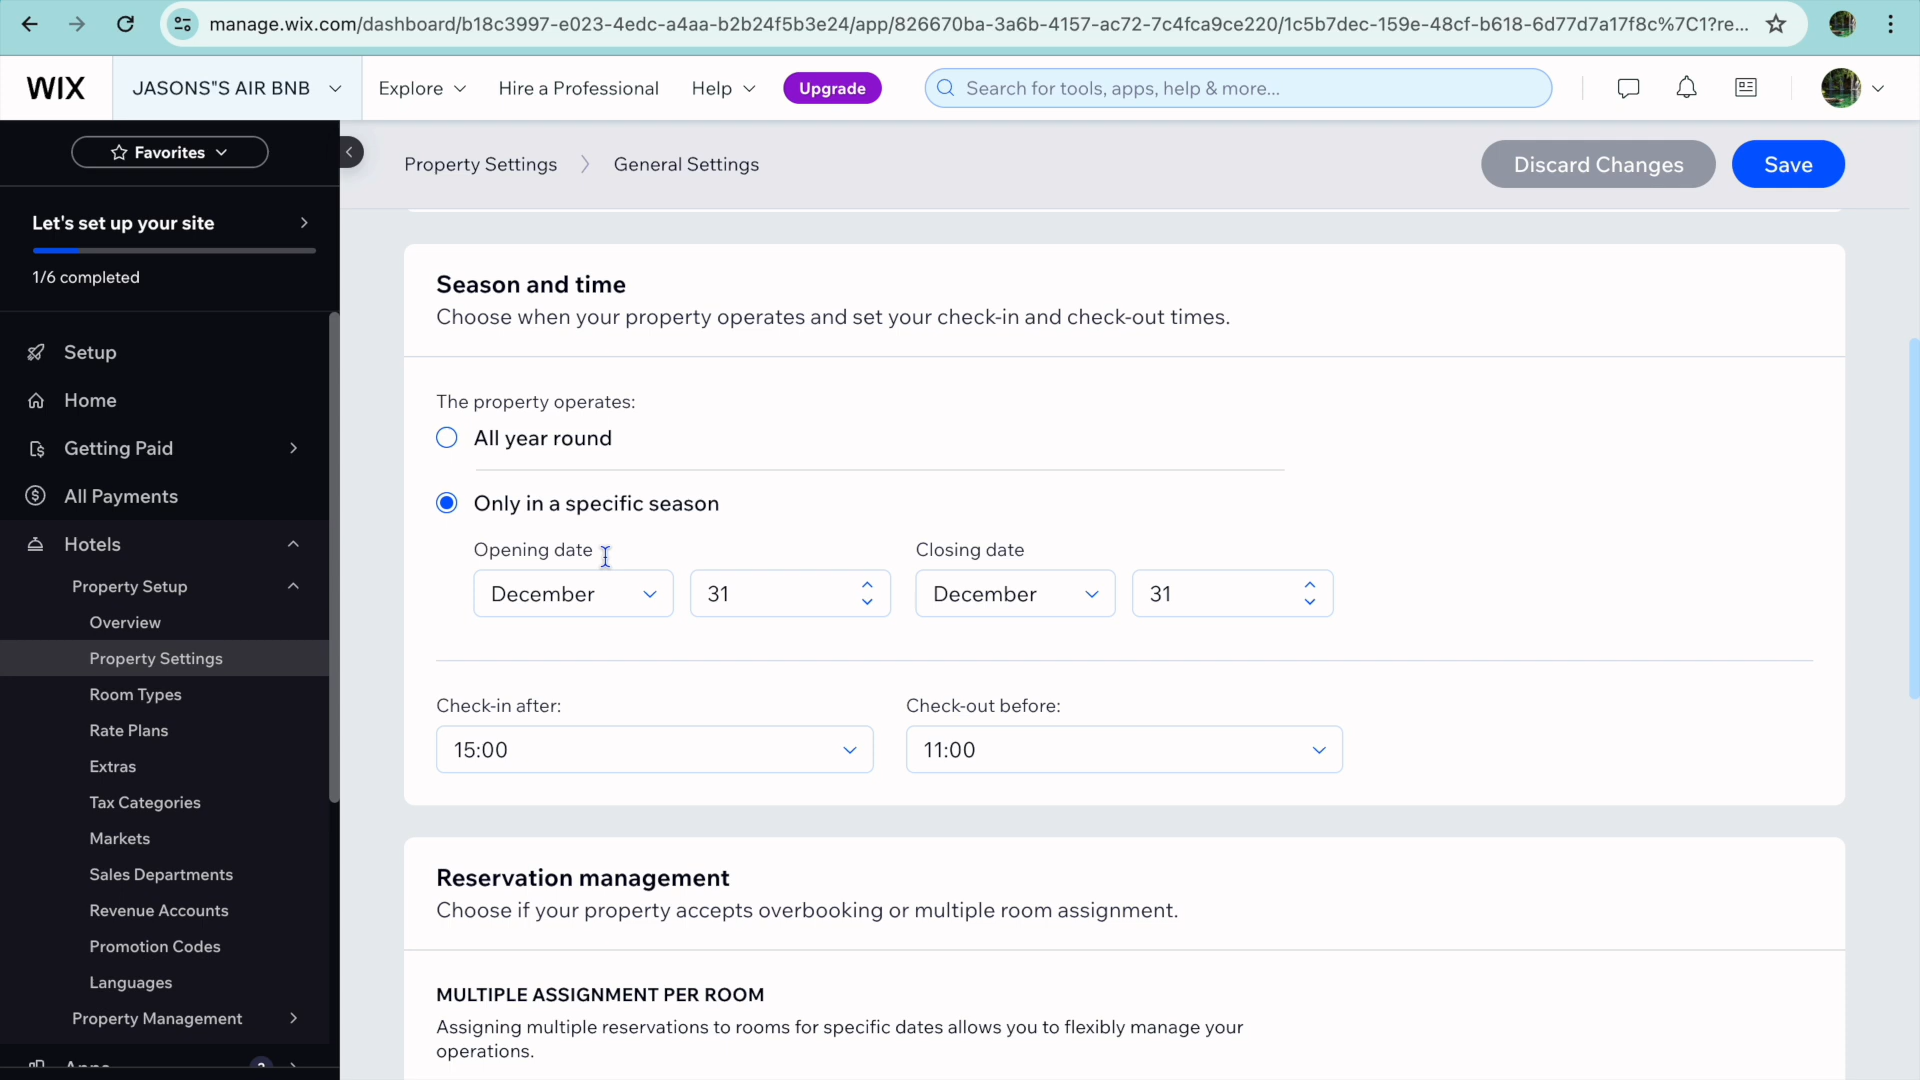 manage.wix.com/dashboard/b18c3997-e023-4edc-a4aa-b2b24f5b3e24/app/826670ba-3a6b-4157-ac72-7c4fca9ce220/1c5b7dec-159e-48cf-b618-6d77d7a17f8c%7C1?re...
WIX
JASONS"S AIR BNB
Explore
Hire a Professional
Help
Upgrade
Search for tools, apps, help & more...
Favorites
Let's set up your site
1/6 completed
Setup
Home
Getting Paid
All Payments
Hotels
Property Setup
Overview
Property Settings
Room Types
Rate Plans
Extras
Tax Categories
Markets
Sales Departments
Revenue Accounts
Promotion Codes
Languages
Property Management
Property Settings
General Settings
Discard Changes
Save
Season and time
Choose when your property operates and set your check-in and check-out times.
The property operates:
All year round
Only in a specific season
Opening date
Closing date
December
31
December
31
Check-in after:
Check-out before:
15:00
11:00
Reservation management
Choose if your property accepts overbooking or multiple room assignment.
MULTIPLE ASSIGNMENT PER ROOM
Assigning multiple reservations to rooms for specific dates allows you to flexibly manage your
operations.